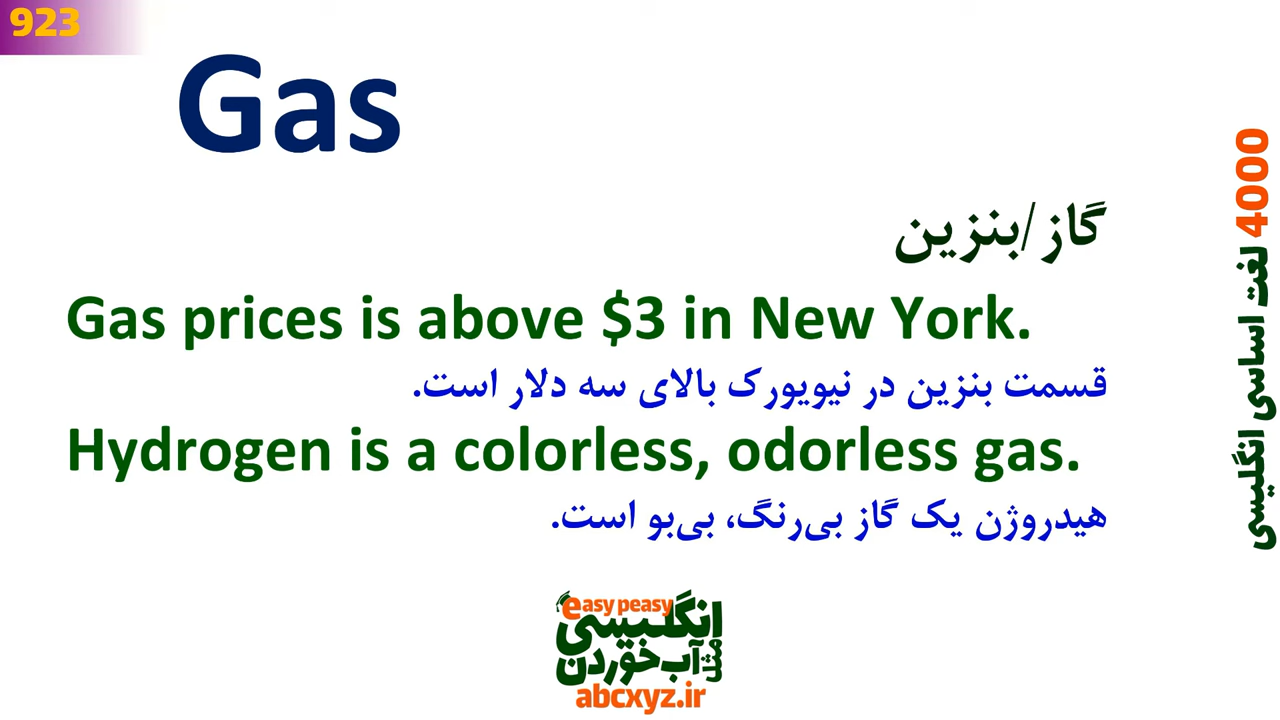 923
Gas
گاز/بنزین
Gas prices is above $3 in New York.
قسمت بنزین در نیویورک بالای سه دلار است.
Hydrogen is a colorless, odorless gas.
هیدروژن یک گاز بی‌رنگ، بی‌بو است.
4000 لغت اساسی انگلیسی
easy peasy
انگلیسی
مثل آب خوردن
abcxyz.ir